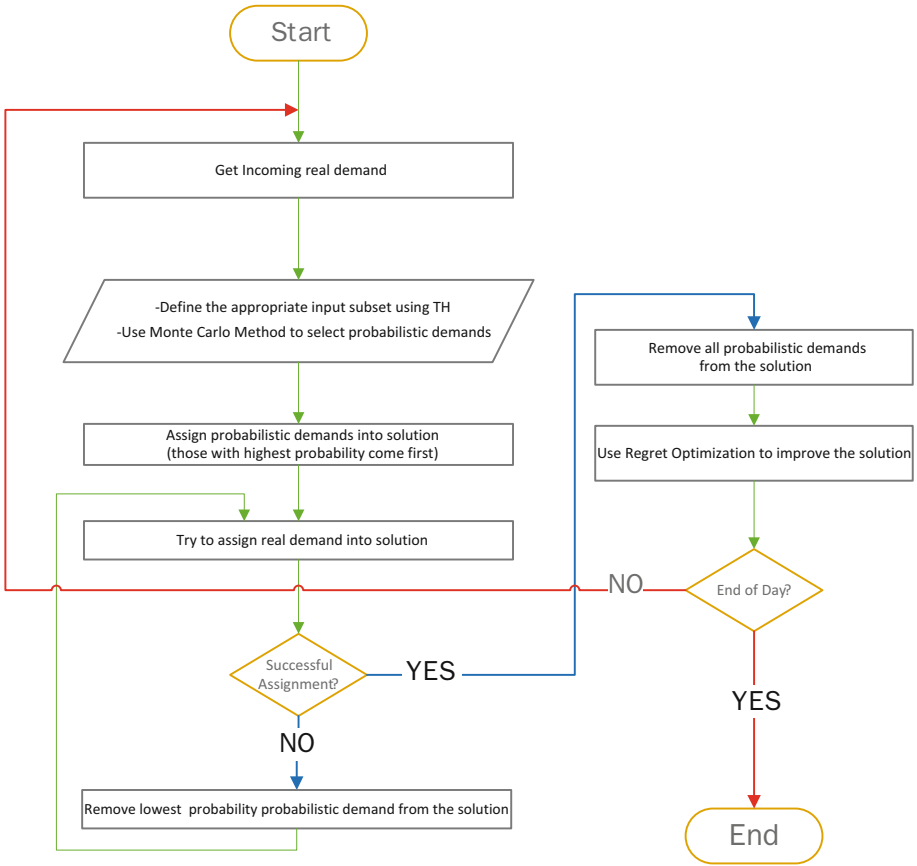 Start
Get Incoming real demand
-Define the appropriate input subset using TH
-Use Monte Carlo Method to select probabilistic demands
Assign probabilistic demands into solution
(those with highest probability come first)
Try to assign real demand into solution
Successful
Assignment?
YES
NO
Remove lowest probability probabilistic demand from the solution
Remove all probabilistic demands
from the solution
Use Regret Optimization to improve the solution
End of Day?
NO
YES
End